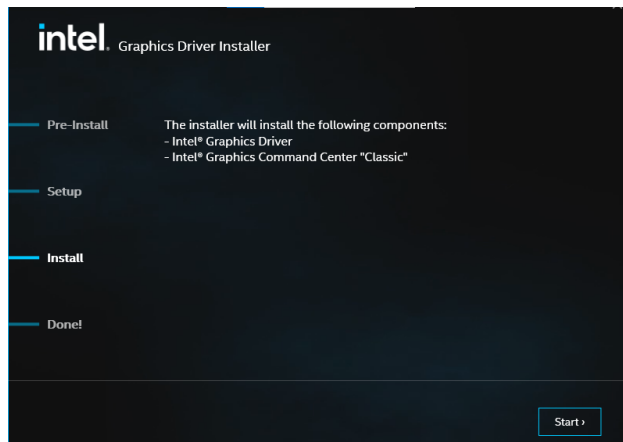 intel. Graphics Driver Installer
Pre-Install
The installer will install the following components:
- Intel® Graphics Driver
- Intel® Graphics Command Center "Classic"
Setup
Install
Done!
Start ›